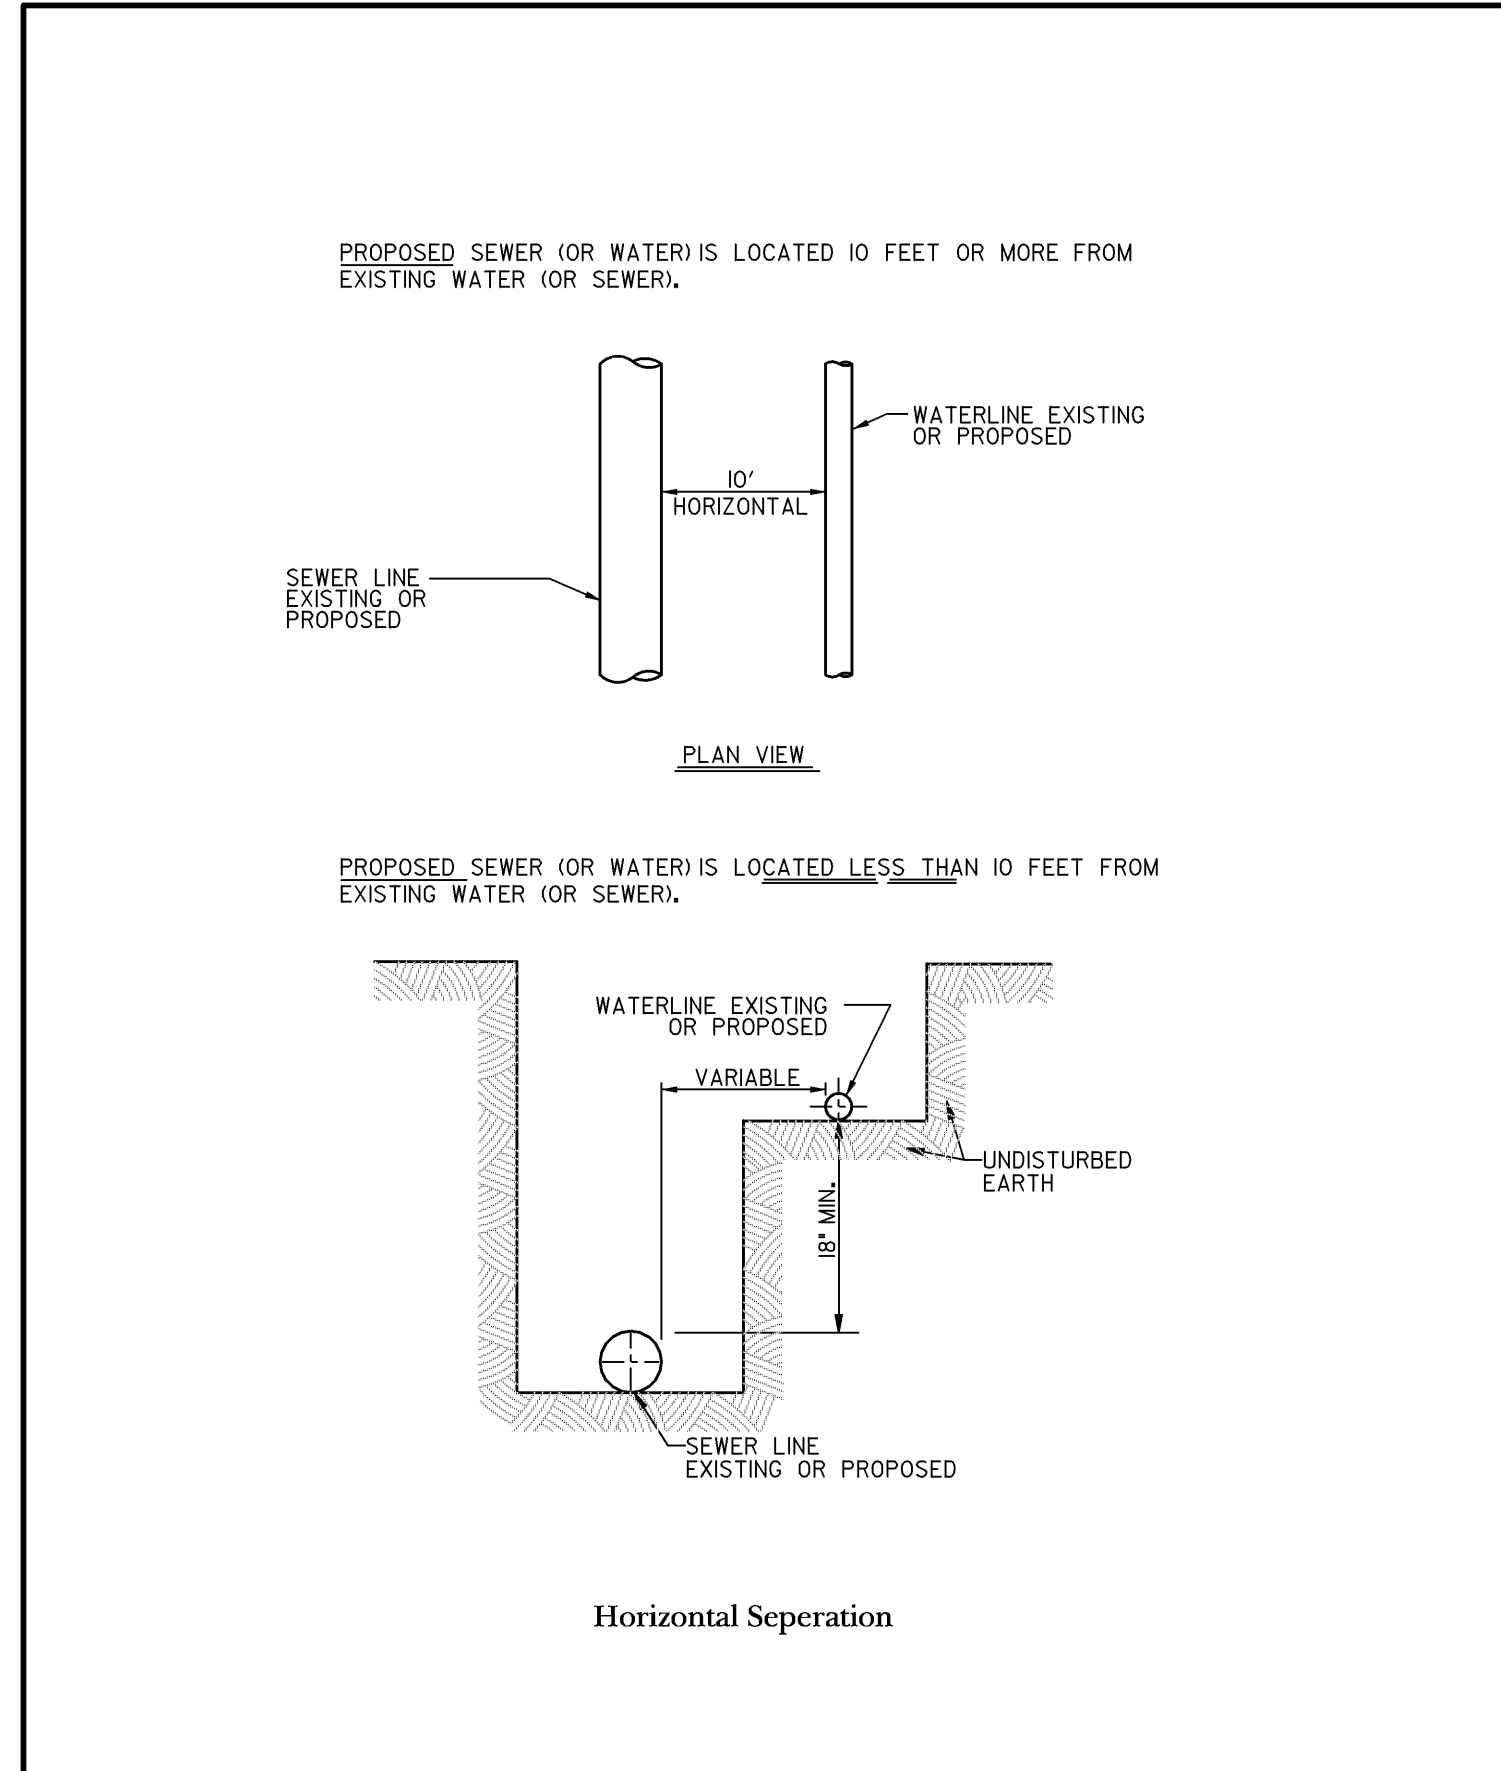 PROPOSED SEWER (OR WATER) IS LOCATED 10 FEET OR MORE FROM
EXISTING WATER (OR SEWER).
WATERLINE EXISTING
OR PROPOSED
10'
HORIZONTAL
SEWER LINE
EXISTING OR
PROPOSED
PLAN VIEW
PROPOSED SEWER (OR WATER) IS LOCATED LESS THAN 10 FEET FROM
EXISTING WATER (OR SEWER).
WATERLINE EXISTING
OR PROPOSED
VARIABLE
UNDISTURBED
EARTH
18" MIN.
SEWER LINE
EXISTING OR PROPOSED
Horizontal Seperation